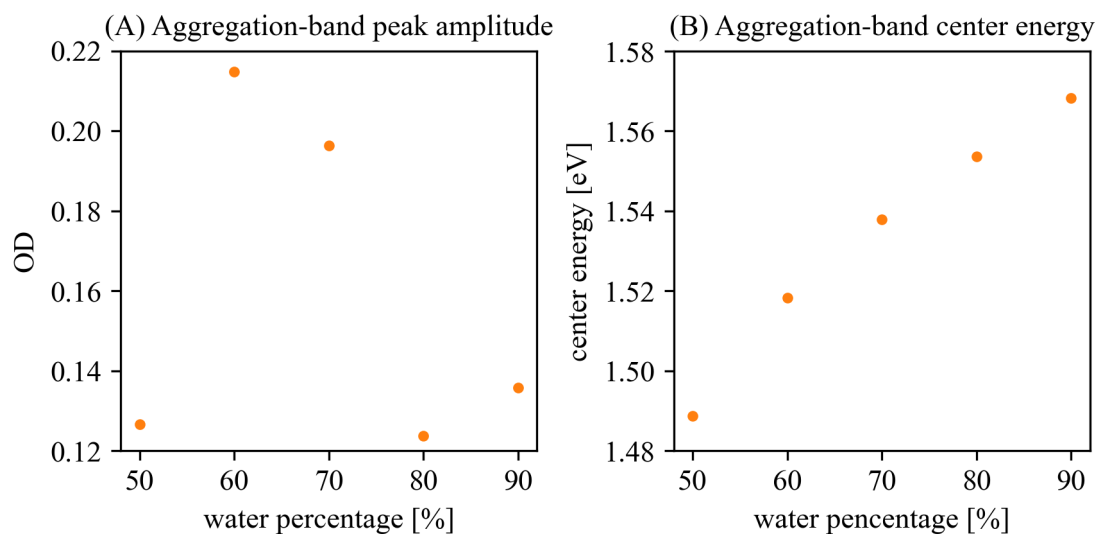 (A) Aggregation-band peak amplitude
0.22
0.20
0.18
0.16
0.14
0.12
OD
50 60 70 80 90
water percentage [%]
(B) Aggregation-band center energy
1.58
1.56
1.54
1.52
1.50
1.48
center energy [eV]
50 60 70 80 90
water pencentage [%]